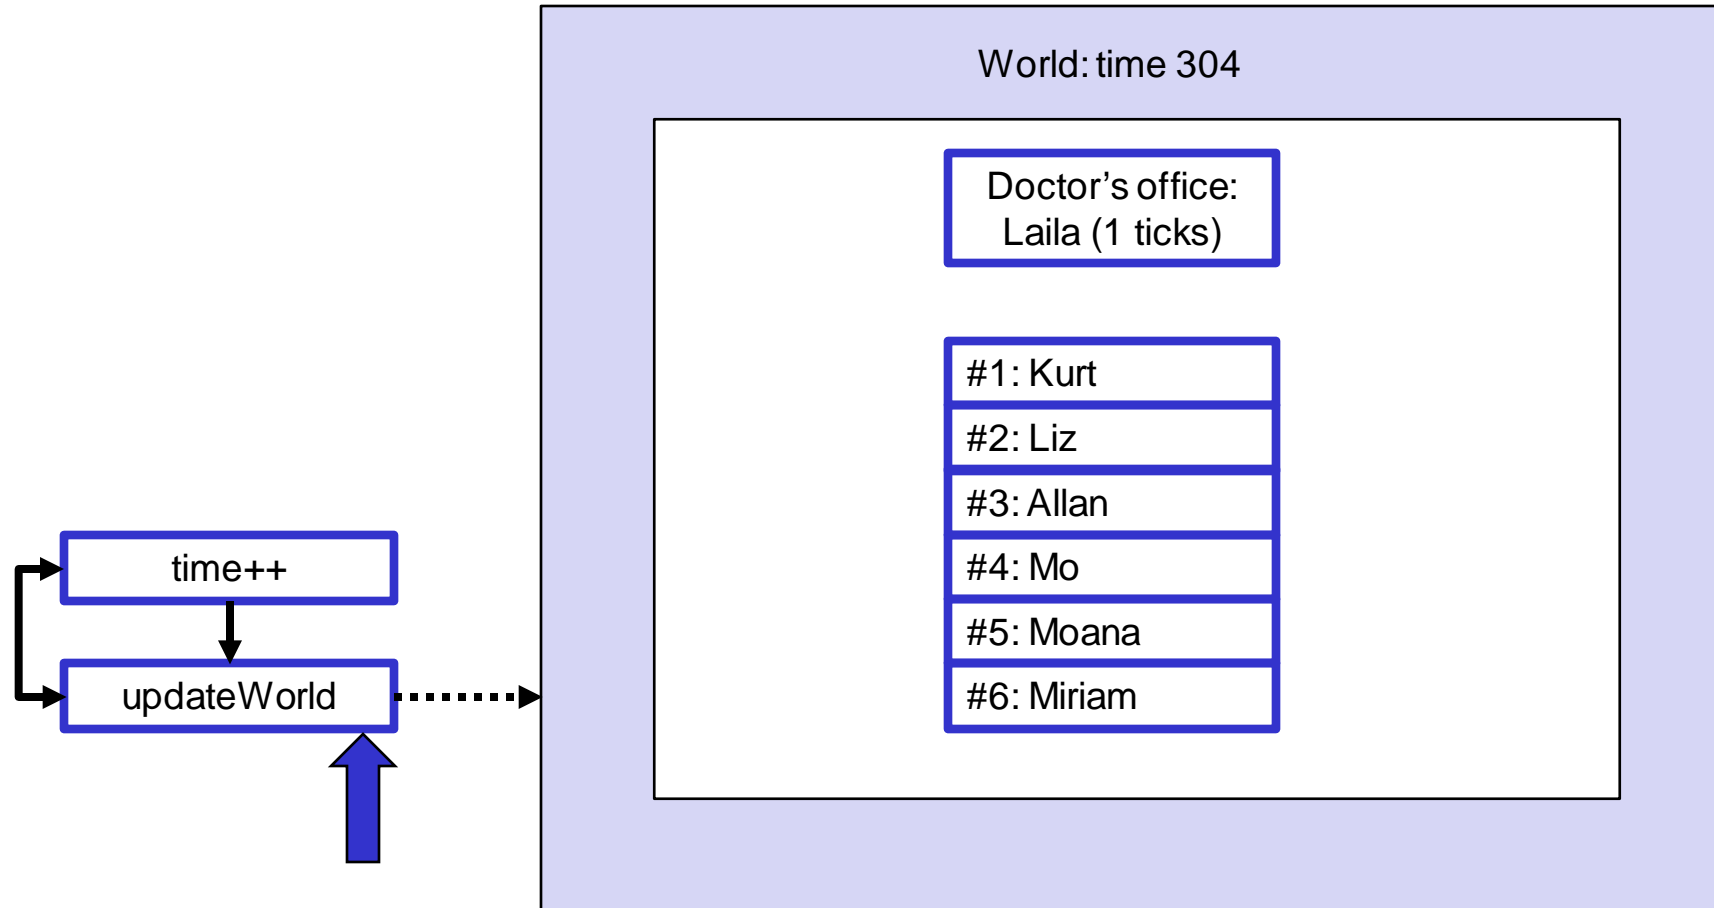 World: time 304
Doctor’s office:
Laila (1 ticks)
#1: Kurt
#2: Liz
#3: Allan
#4: Mo
#5: Moana
#6: Miriam
time++
updateWorld